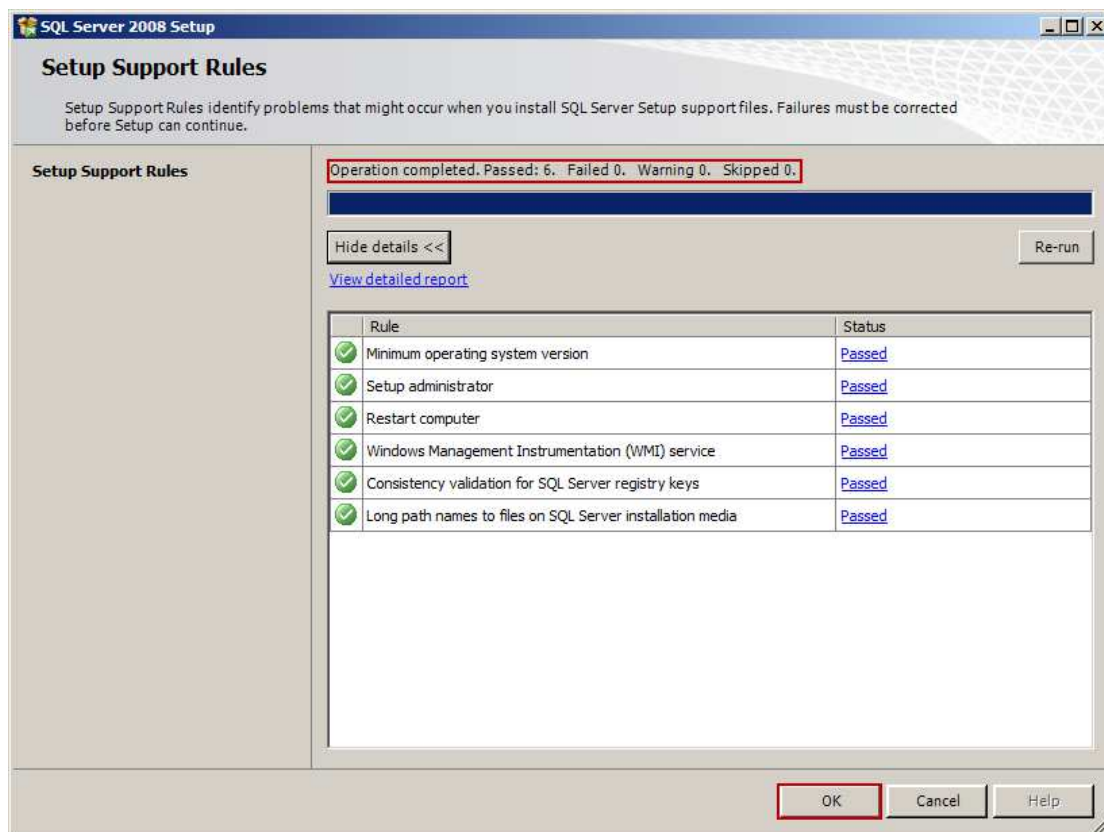 SQL Server 2008 Setup
Setup Support Rules
Setup Support Rules identify problems that might occur when you install SQL Server Setup support files. Failures must be corrected
before Setup can continue.
Setup Support Rules
Operation completed. Passed: 6. Failed 0. Warning 0. Skipped 0.
Hide details <<
Re-run
View detailed report
Rule Status
Minimum operating system version Passed
Setup administrator Passed
Restart computer Passed
Windows Management Instrumentation (WMI) service Passed
Consistency validation for SQL Server registry keys Passed
Long path names to files on SQL Server installation media Passed
OK Cancel Help